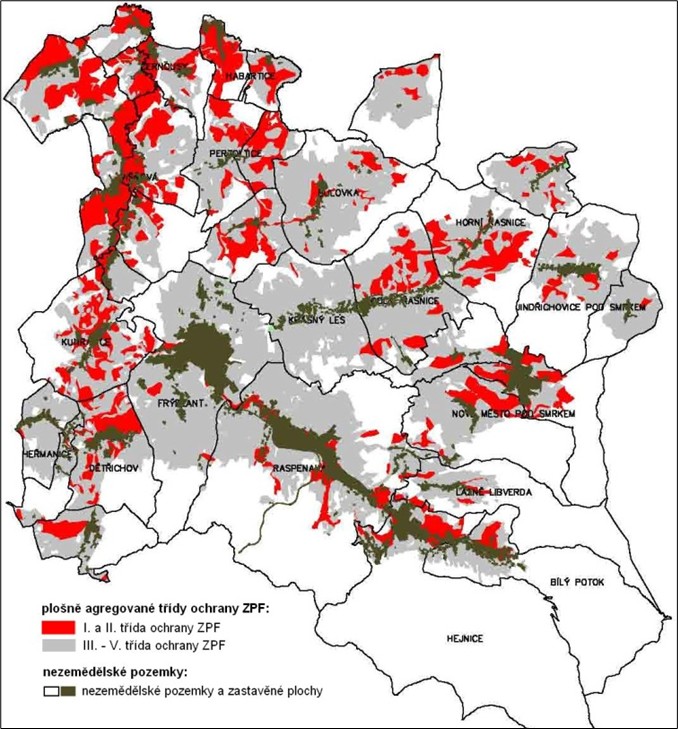 ČERNOUSY
HABARTICE
PERTOLTICE
BULOVKA
HORNÍ ŘASNICE
DOLNÍ ŘASNICE
JINDŘICHOVICE POD SMRKEM
KRÁSNÝ LES
KUNRATICE
FRÝDLANT
NOVÉ MĚSTO POD SMRKEM
HEŘMANICE
DĚTŘICHOV
RASPENAVA
LÁZNĚ LIBVERDA
BÍLÝ POTOK
HEJNICE
plošně agregované třídy ochrany ZPF:
I. a II. třída ochrany ZPF
III. - V. třída ochrany ZPF
nezemědělské pozemky:
nezemědělské pozemky a zastavěné plochy